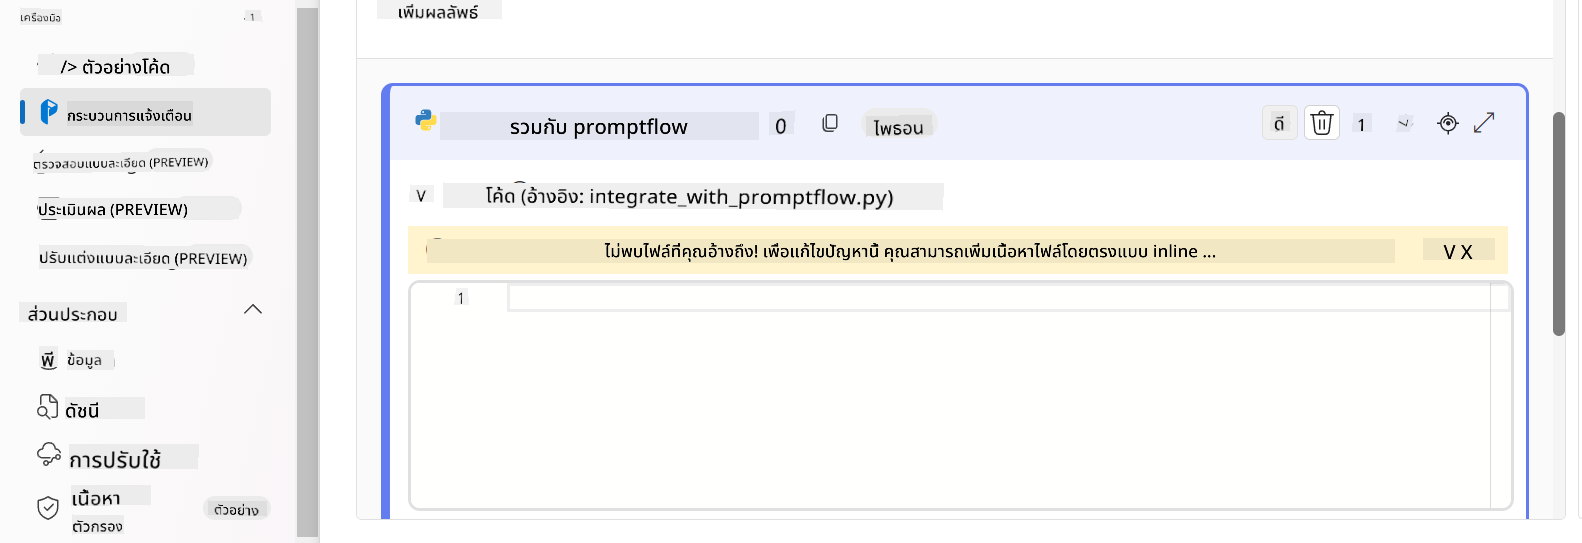 เครื่องมือ
/> ตัวอย่างโค้ด
กระบวนการแจ้งเตือน
ตรวจสอบแบบละเอียด (PREVIEW)
ประเมินผล (PREVIEW)
ปรับแต่งแบบละเอียด (PREVIEW)
ส่วนประกอบ
พี ข้อมูล
ดัชนี
การปรับใช้
เนื้อหา
ตัวกรอง
ตัวอย่าง
เพิ่มผลลัพธ์
รวมกับ promptflow 0 ไพธอน ดี 1
V โค้ด (อ้างอิง: integrate_with_promptflow.py)
ไม่พบไฟล์ที่คุณอ้างถึง! เพื่อแก้ไขปัญหานี้ คุณสามารถเพิ่มเนื้อหาไฟล์โดยตรงแบบ inline ... V X
1